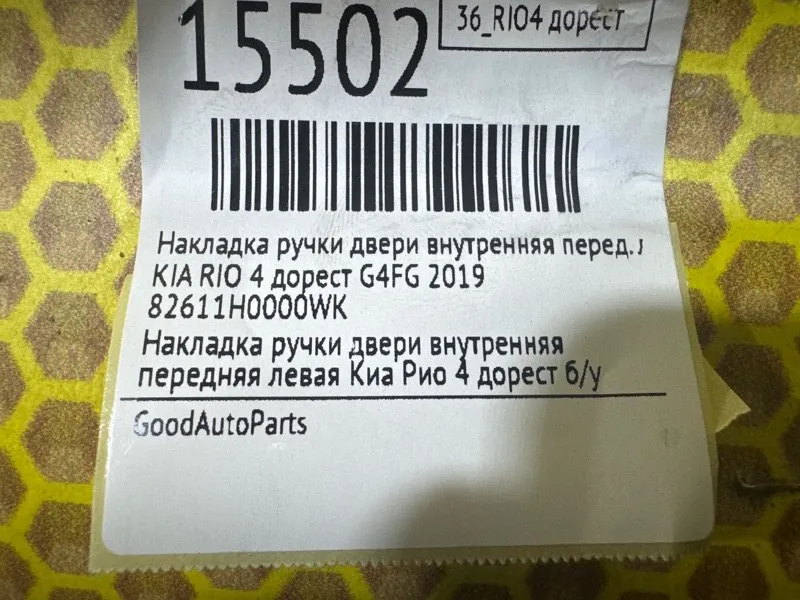 15502
36_RIO4 дорест
Накладка ручки двери внутренняя перед.
KIA RIO 4 дорест G4FG 2019
82611H0000WK
Накладка ручки двери внутренняя
передняя левая Киа Рио 4 дорест б/у
GoodAutoParts